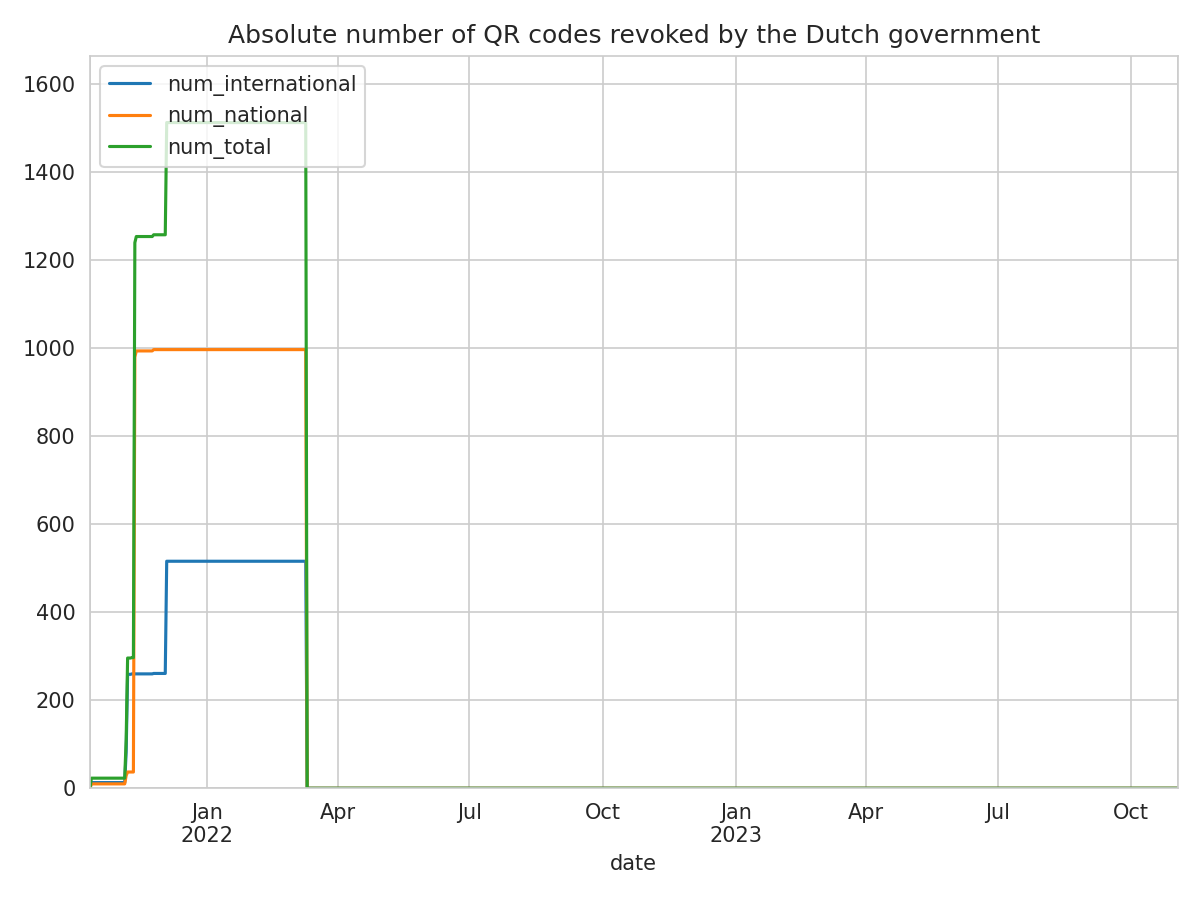 Absolute number of QR codes revoked by the Dutch government
num_international
num_national
num_total
1600
1400
1200
1000
800
600
400
200
0
Jan Apr Jul Oct Jan Apr Jul Oct
2022 2023
date